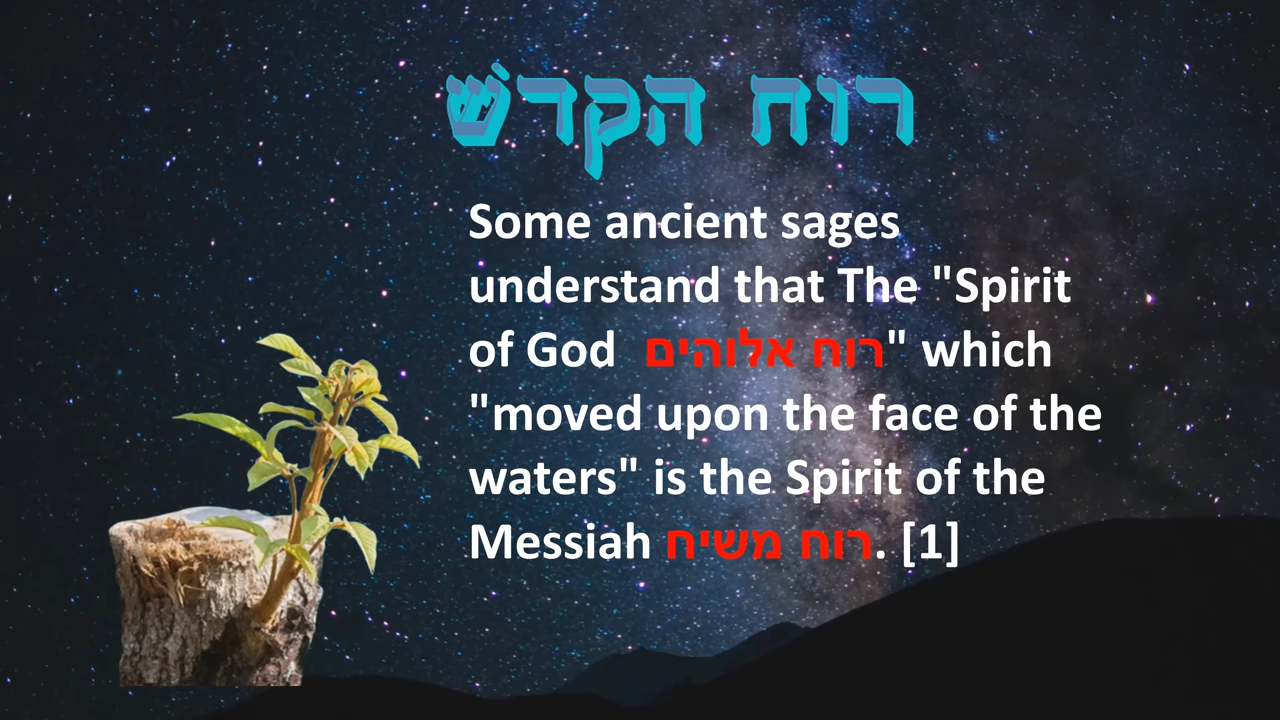 רוח הקדשׁ
Some ancient sages
understand that The "Spirit
of God רוח אלוהים" which
"moved upon the face of the
waters" is the Spirit of the
Messiah רוח משיח. [1]